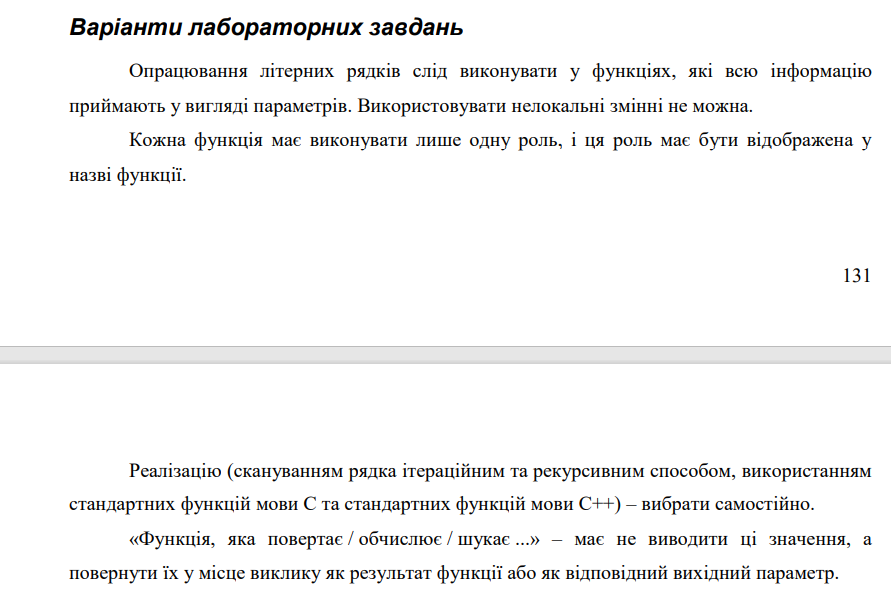 Варіанти лабораторних завдань
Опрацювання літерних рядків слід виконувати у функціях, які всю інформацію
приймають у вигляді параметрів. Використовувати нелокальні змінні не можна.
Кожна функція має виконувати лише одну роль, і ця роль має бути відображена у
назві функції.
131
Реалізацію (скануванням рядка ітераційним та рекурсивним способом, використанням
стандартних функцій мови C та стандартних функцій мови C++) – вибрати самостійно.
«Функція, яка повертає / обчислює / шукає ...» – має не виводити ці значення, а
повернути їх у місце виклику як результат функції або як відповідний вихідний параметр.